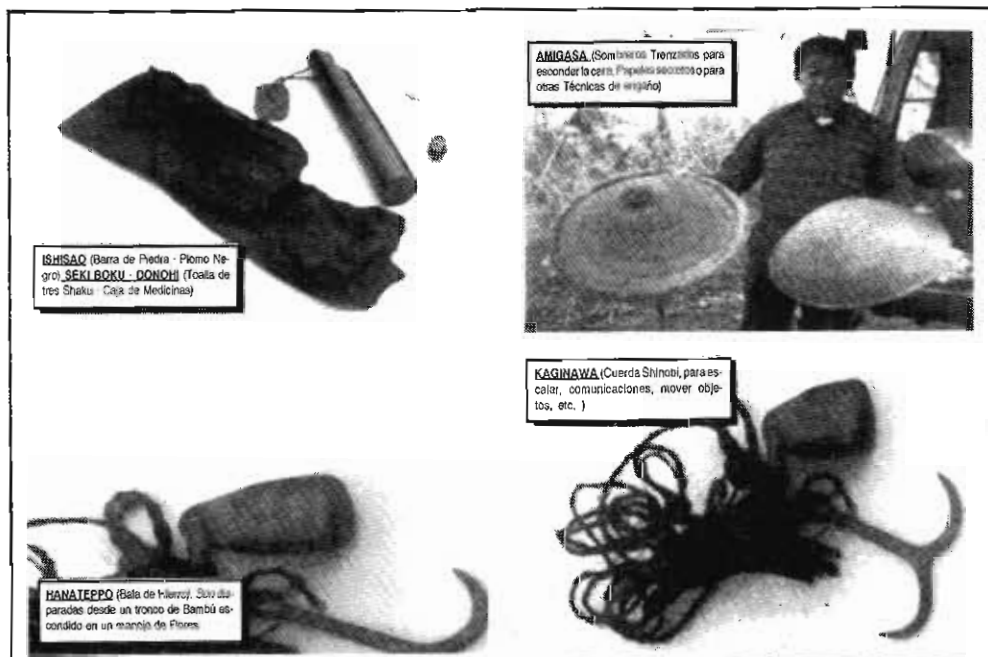 ISHISAO (Barra de Piedra - Plomo Ne-
gro) SEKI BOKU - DONOHI (Toalla de
tres Shaku - Caja de Medicinas)
AMIGASA (Sombreros Trenzados para
esconder la cara, Papeles secretos o para
otras Técnicas de engaño)
KAGINAWA (Cuerda Shinobi, para es-
calar, comunicaciones, mover obje-
tos, etc. )
HANATEPPO (Bala de Hierro). Son dis-
paradas desde un tronco de Bambú es-
condido en un manojo de Flores